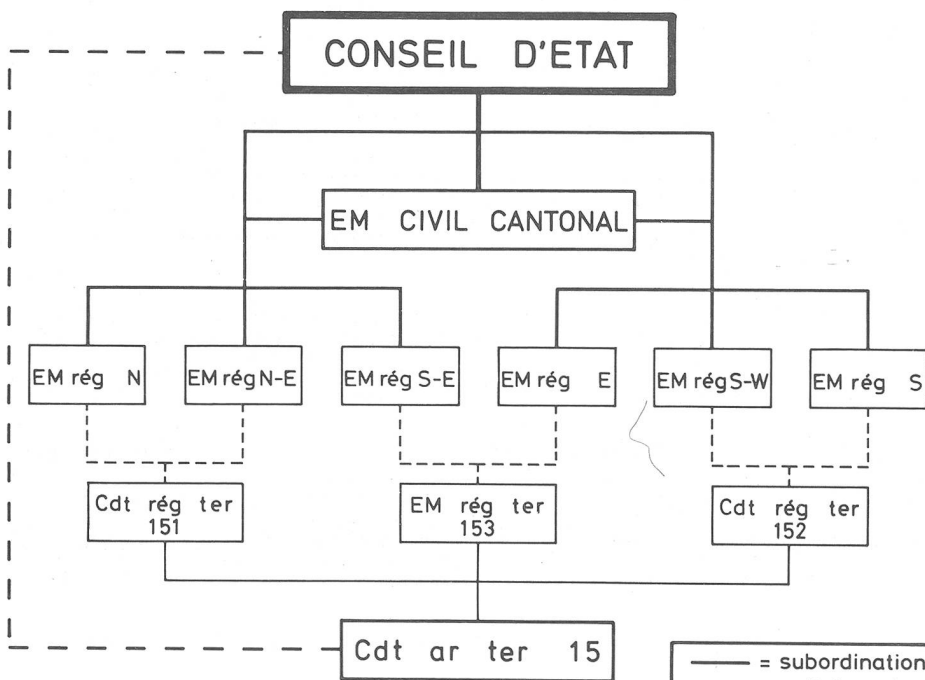 CONSEIL D'ETAT
EM CIVIL CANTONAL
EM rég N
EM rég N-E
EM rég S-E
EM rég E
EM rég S-W
EM rég S
Cdt rég ter
151
EM rég ter
153
Cdt rég ter
152
Cdt ar ter 15
= subordination